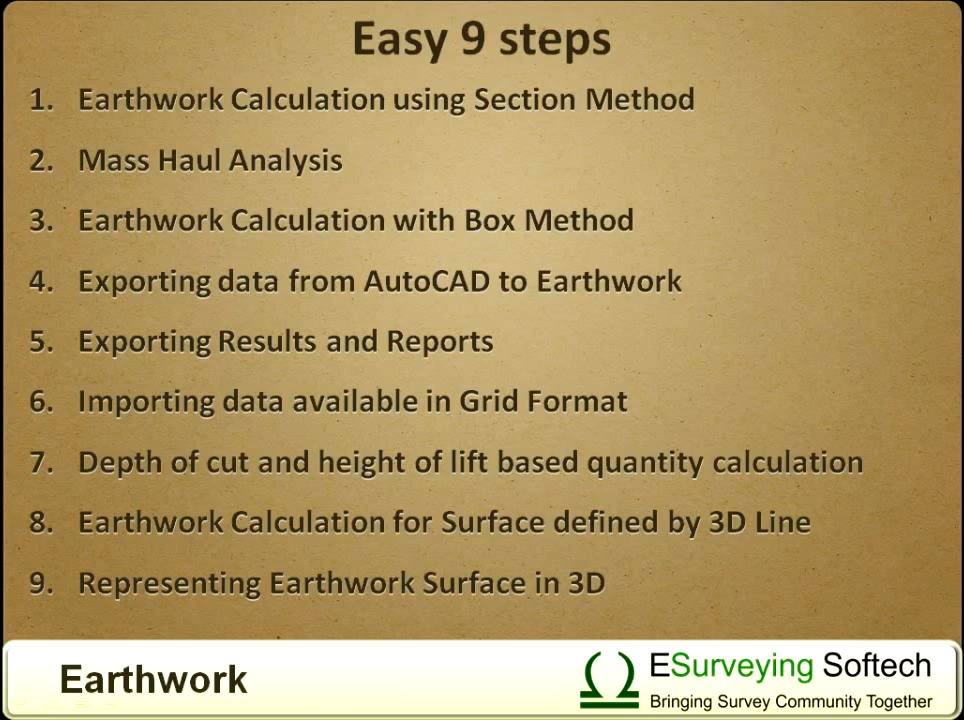 Easy 9 steps
1. Earthwork Calculation using Section Method
2. Mass Haul Analysis
3. Earthwork Calculation with Box Method
4. Exporting data from AutoCAD to Earthwork
5. Exporting Results and Reports
6. Importing data available in Grid Format
7. Depth of cut and height of lift based quantity calculation
8. Earthwork Calculation for Surface defined by 3D Line
9. Representing Earthwork Surface in 3D
Earthwork
ESurveying Softech
Bringing Survey Community Together